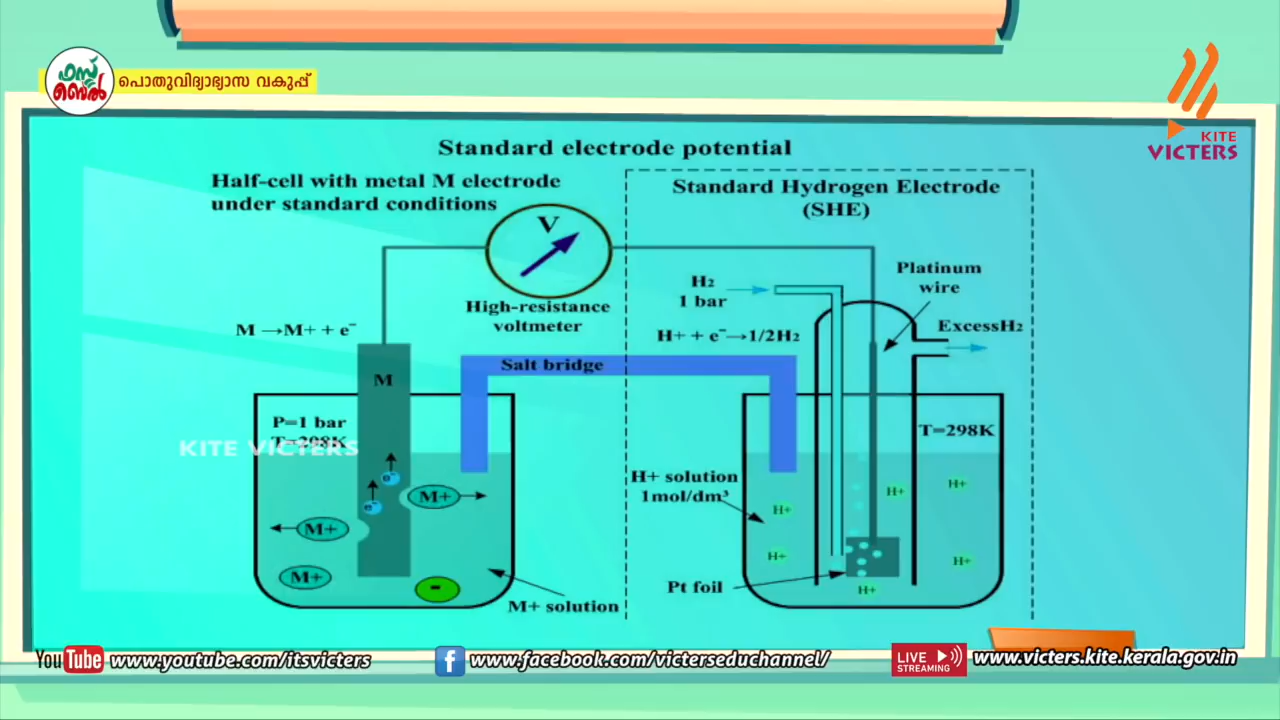 ഫസ്റ്റ്
ബെൽ
പൊതുവിദ്യാഭ്യാസ വകുപ്പ്
KITE
VICTERS
Standard electrode potential
Half-cell with metal M electrode
under standard conditions
Standard Hydrogen Electrode
(SHE)
V
High-resistance
voltmeter
H₂
1 bar
Platinum
wire
M →M+ + e⁻
H+ + e⁻→1/2H₂
ExcessH₂
Salt bridge
M
P=1 bar
T=298K
KITE VICTERS
T=298K
H+ solution
1mol/dm³
e⁻
e⁻
M+
M+
M+
-
H+
H+
H+
H+
H+
H+
Pt foil
M+ solution
YouTube www.youtube.com/itsvicters
f www.facebook.com/victerseduchannel/
LIVE
STREAMING
www.victers.kite.kerala.gov.in